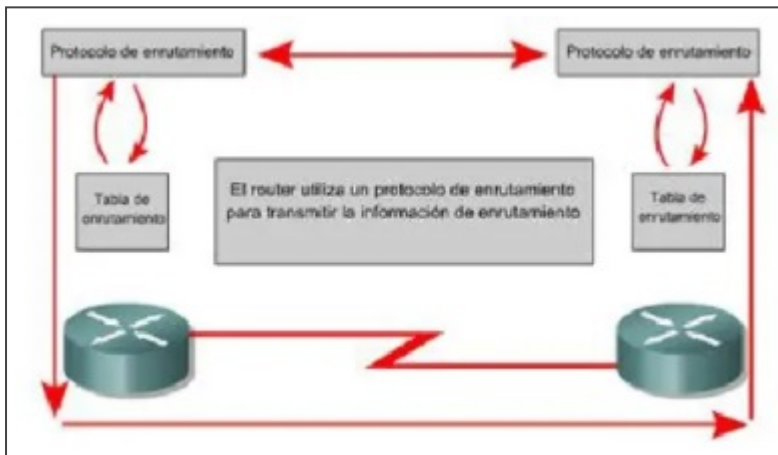 Protocolo de enrutamiento
Protocolo de enrutamiento
Tabla de
enrutamiento
El router utiliza un protocolo de enrutamiento
para transmitir la información de enrutamiento
Tabla de
enrutamiento